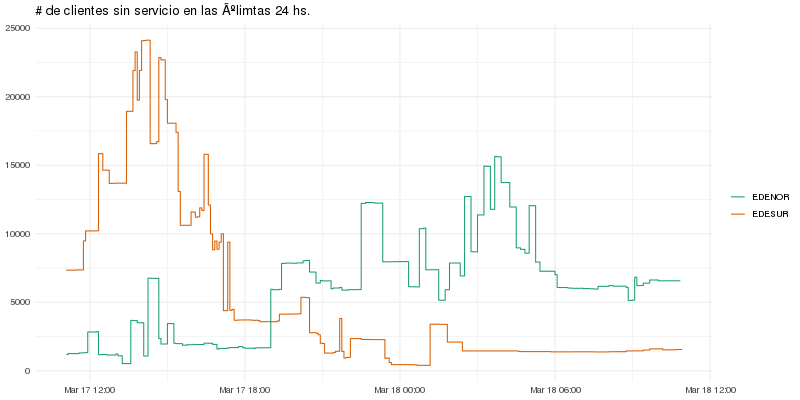 # de clientes sin servicio en las Ãºlimtas 24 hs.
25000
20000
15000
10000
5000
0
Mar 17 12:00 Mar 17 18:00 Mar 18 00:00 Mar 18 06:00 Mar 18 12:00
EDENOR
EDESUR